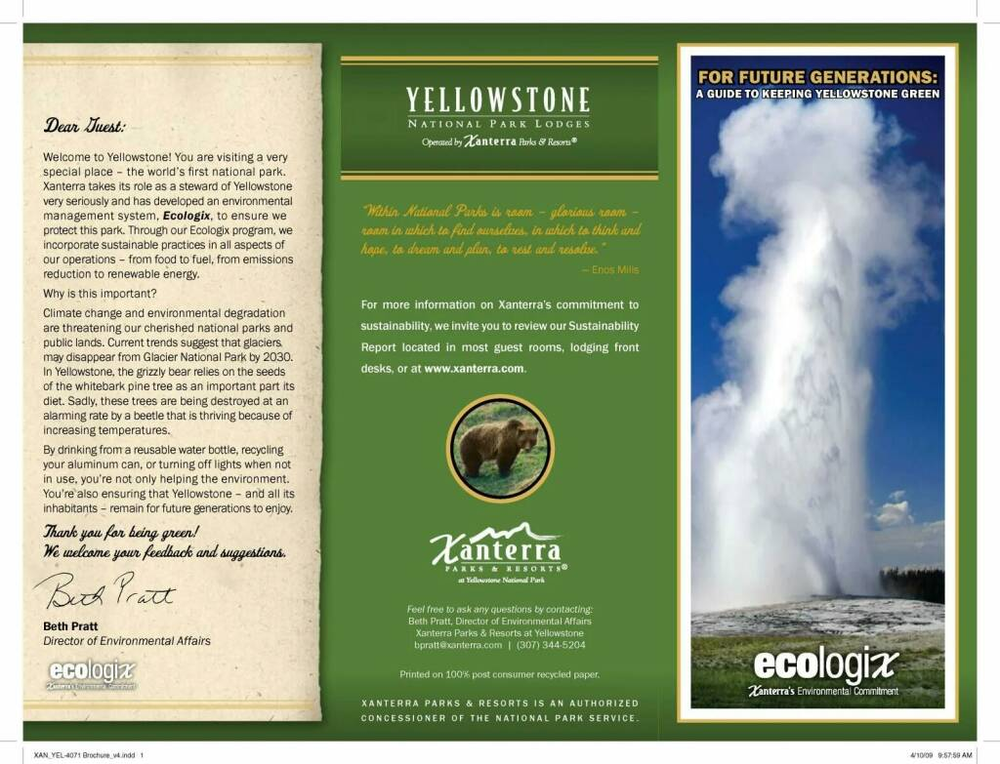 Dear Guest:
Welcome to Yellowstone! You are visiting a very
special place – the world's first national park.
Xanterra takes its role as a steward of Yellowstone
very seriously and has developed an environmental
management system, Ecologix, to ensure we
protect this park. Through our Ecologix program, we
incorporate sustainable practices in all aspects of
our operations – from food to fuel, from emissions
reduction to renewable energy.
Why is this important?
Climate change and environmental degradation
are threatening our cherished national parks and
public lands. Current trends suggest that glaciers
may disappear from Glacier National Park by 2030.
In Yellowstone, the grizzly bear relies on the seeds
of the whitebark pine tree as an important part its
diet. Sadly, these trees are being destroyed at an
alarming rate by a beetle that is thriving because of
increasing temperatures.
By drinking from a reusable water bottle, recycling
your aluminum can, or turning off lights when not
in use, you're not only helping the environment.
You're also ensuring that Yellowstone – and all its
inhabitants – remain for future generations to enjoy.
Thank you for being green!
We welcome your feedback and suggestions.
Beth Pratt
Beth Pratt
Director of Environmental Affairs
ecologix
Xanterra's Environmental Commitment
YELLOWSTONE
NATIONAL PARK LODGES
Operated by Xanterra Parks & Resorts®
"Within National Parks is room – glorious room –
room in which to find ourselves, in which to think and
hope, to dream and plan, to rest and resolve."
— Enos Mills
For more information on Xanterra's commitment to
sustainability, we invite you to review our Sustainability
Report located in most guest rooms, lodging front
desks, or at www.xanterra.com.
Xanterra
PARKS & RESORTS®
at Yellowstone National Park
Feel free to ask any questions by contacting:
Beth Pratt, Director of Environmental Affairs
Xanterra Parks & Resorts at Yellowstone
bpratt@xanterra.com | (307) 344-5204
Printed on 100% post consumer recycled paper.
XANTERRA PARKS & RESORTS IS AN AUTHORIZED
CONCESSIONER OF THE NATIONAL PARK SERVICE.
FOR FUTURE GENERATIONS:
A GUIDE TO KEEPING YELLOWSTONE GREEN
ecologix
Xanterra's Environmental Commitment
XAN_YEL-4071 Brochure_v4.indd 1
4/10/09 9:57:59 AM